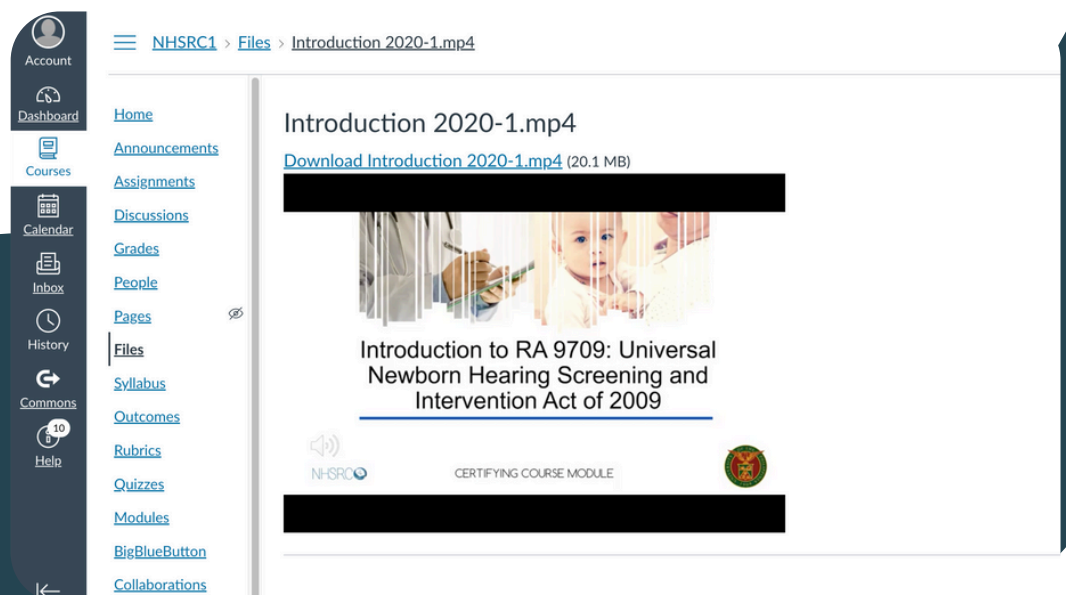 Account
Dashboard
Courses
Calendar
Inbox
History
Commons
10
Help
NHSRC1 > Files > Introduction 2020-1.mp4
Home
Announcements
Assignments
Discussions
Grades
People
Pages
Files
Syllabus
Outcomes
Rubrics
Quizzes
Modules
BigBlueButton
Collaborations
Introduction 2020-1.mp4
Download Introduction 2020-1.mp4 (20.1 MB)
Introduction to RA 9709: Universal
Newborn Hearing Screening and
Intervention Act of 2009
NHSRC
CERTIFYING COURSE MODULE